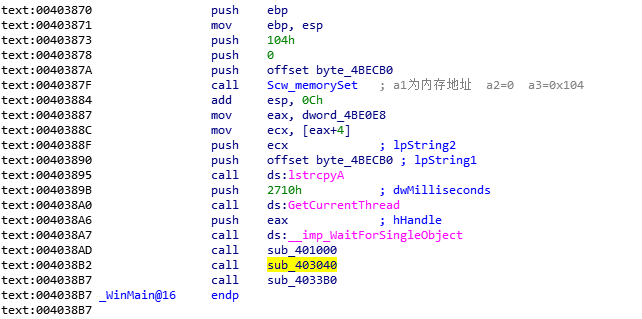 text:00403870 push ebp
text:00403871 mov ebp, esp
text:00403873 push 104h
text:00403878 push 0
text:0040387A push offset byte_4BECB0
text:0040387F call Scw_memorySet ; a1为内存地址 a2=0 a3=0x104
text:00403884 add esp, 0Ch
text:00403887 mov eax, dword_4BE0E8
text:0040388C mov ecx, [eax+4]
text:0040388F push ecx ; lpString2
text:00403890 push offset byte_4BECB0 ; lpString1
text:00403895 call ds:lstrcpyA
text:0040389B push 2710h ; dwMilliseconds
text:004038A0 call ds:GetCurrentThread
text:004038A6 push eax ; hHandle
text:004038A7 call ds:__imp_WaitForSingleObject
text:004038AD call sub_401000
text:004038B2 call sub_403040
text:004038B7 call sub_4033B0
text:004038B7 _WinMain@16 endp
text:004038B7